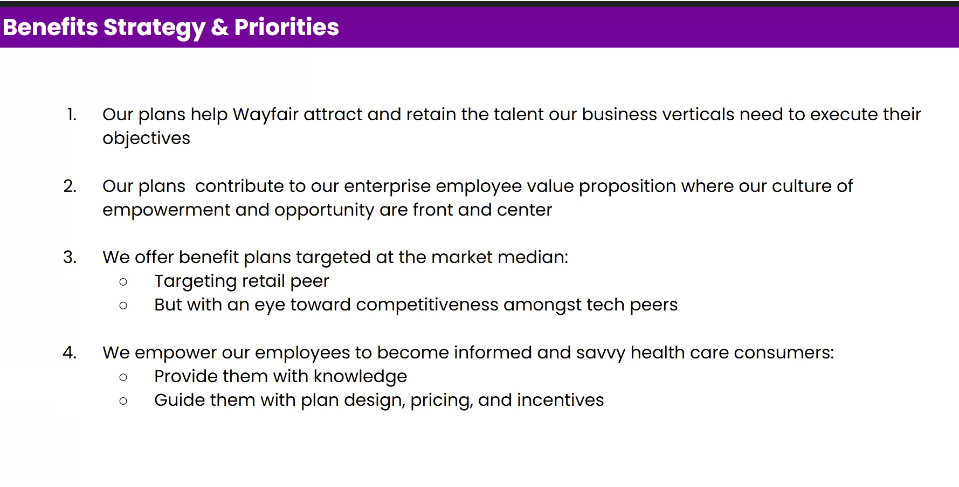 Benefits Strategy & Priorities
1. Our plans help Wayfair attract and retain the talent our business verticals need to execute their
objectives
2. Our plans  contribute to our enterprise employee value proposition where our culture of
empowerment and opportunity are front and center
3. We offer benefit plans targeted at the market median:
○ Targeting retail peer
○ But with an eye toward competitiveness amongst tech peers
4. We empower our employees to become informed and savvy health care consumers:
○ Provide them with knowledge
○ Guide them with plan design, pricing, and incentives